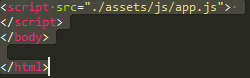 <script src="./assets/js/app.js">
</script>
</body>
</html>